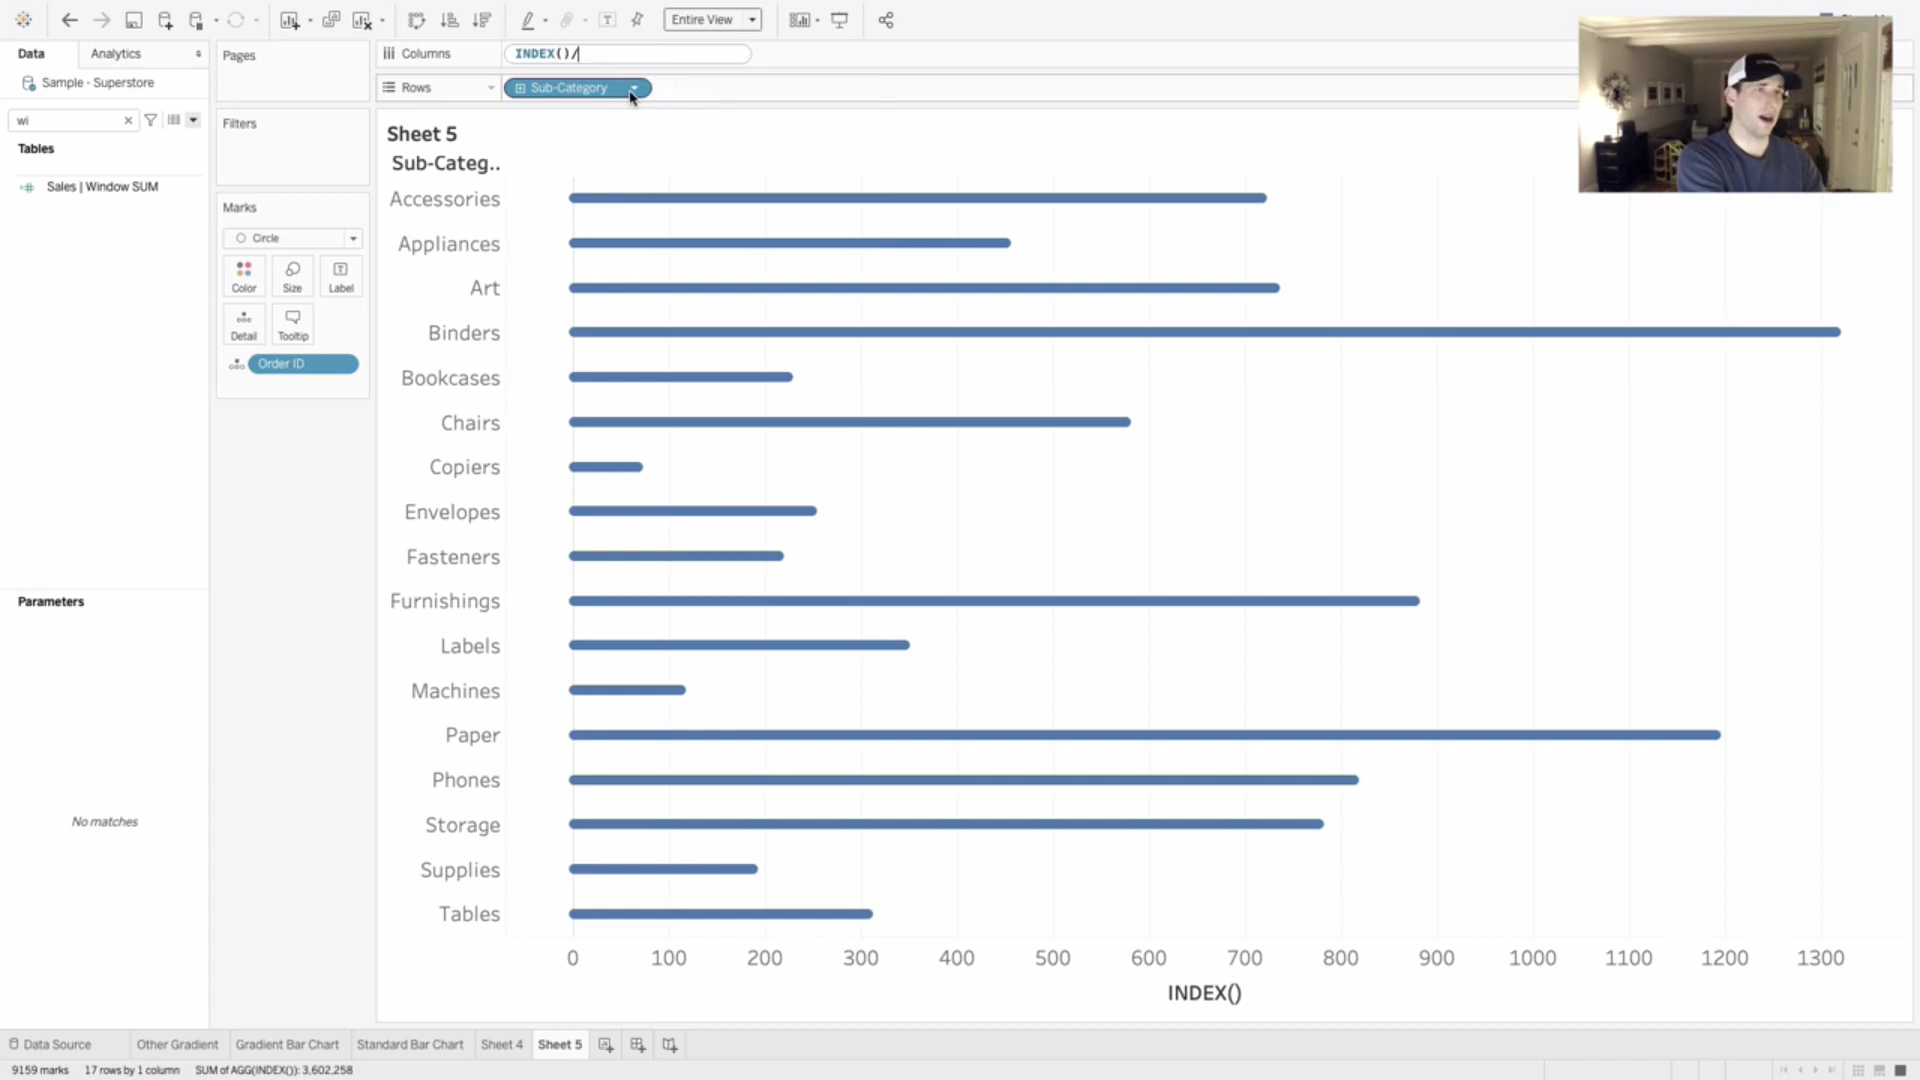 Entire View
Data
Analytics
Sample - Superstore
wi
Tables
Sales | Window SUM
Parameters
No matches
Pages
Filters
Marks
Circle
Color
Size
Label
Detail
Tooltip
Order ID
Columns
INDEX()/
Rows
Sub-Category
Sheet 5
Sub-Categ..
Accessories
Appliances
Art
Binders
Bookcases
Chairs
Copiers
Envelopes
Fasteners
Furnishings
Labels
Machines
Paper
Phones
Storage
Supplies
Tables
0 100 200 300 400 500 600 700 800 900 1000 1100 1200 1300
INDEX()
Data Source Other Gradient Gradient Bar Chart Standard Bar Chart Sheet 4 Sheet 5
9159 marks 17 rows by 1 column SUM of AGG(INDEX()): 3,602,258